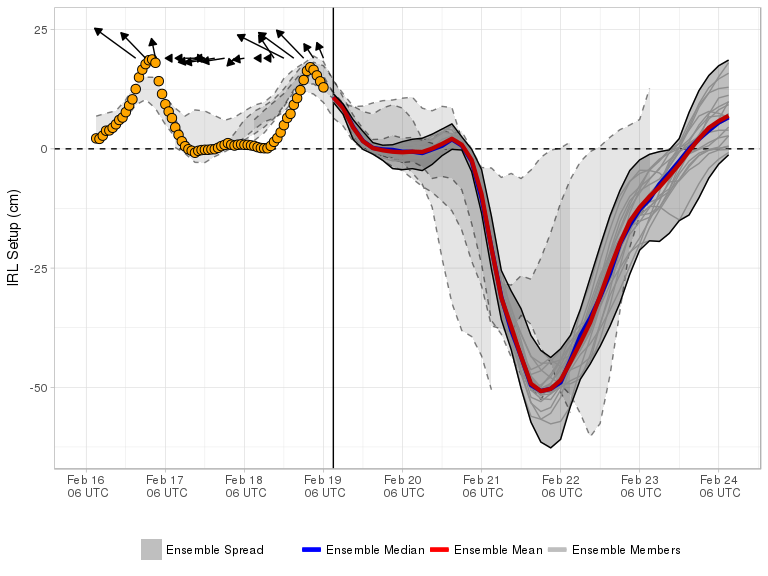 IRL Setup (cm)
25
0
-25
-50
Feb 16 Feb 17 Feb 18 Feb 19 Feb 20 Feb 21 Feb 22 Feb 23 Feb 24
06 UTC 06 UTC 06 UTC 06 UTC 06 UTC 06 UTC 06 UTC 06 UTC 06 UTC
Ensemble Spread Ensemble Median Ensemble Mean Ensemble Members